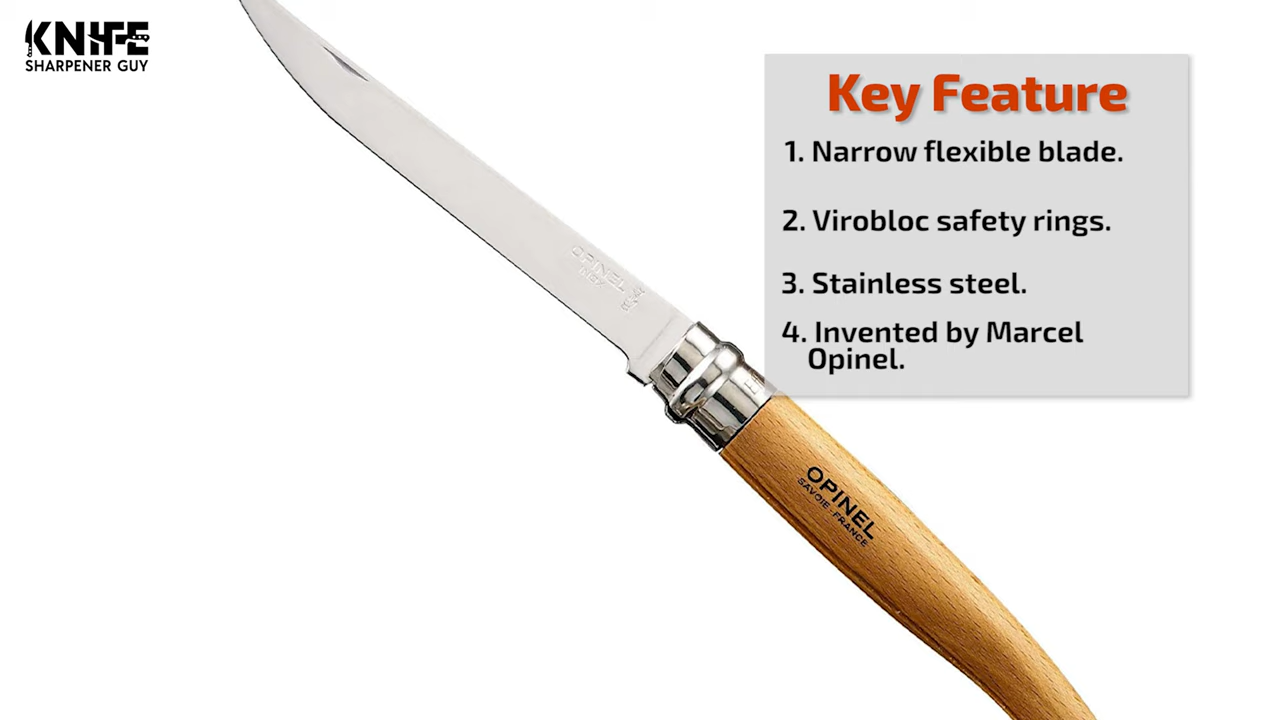 KNIFE
SHARPENER GUY
Key Feature
1. Narrow flexible blade.
2. Virobloc safety rings.
3. Stainless steel.
4. Invented by Marcel
Opinel.
OPINEL
INOX
OPINEL
SAVOIE - FRANCE